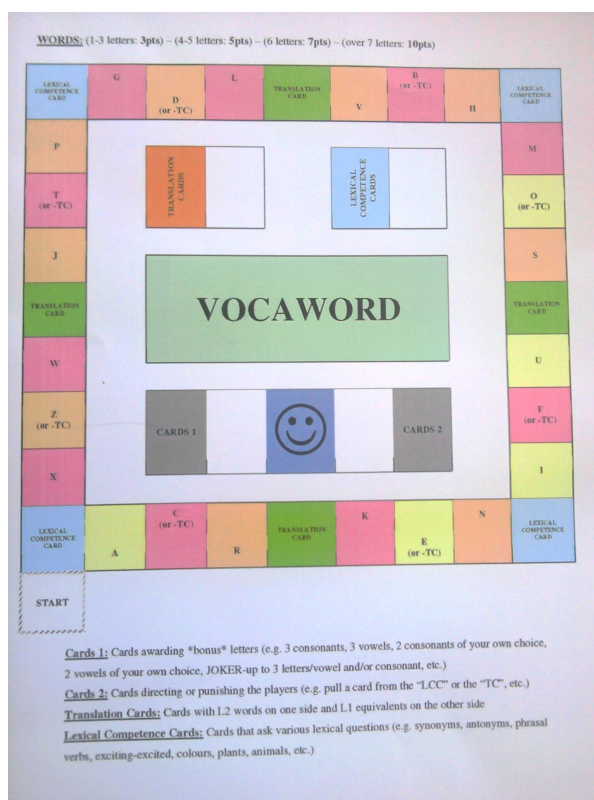 WORDS: (1-3 letters: 3pts) – (4-5 letters: 5pts) – (6 letters: 7pts) – (over 7 letters: 10pts)
LEXICAL
COMPETENCE
CARD
G
D
(or -TC)
L
TRANSLATION
CARD
V
B
(or -TC)
H
LEXICAL
COMPETENCE
CARD
P
T
(or -TC)
J
TRANSLATION
CARD
W
Z
(or -TC)
X
TRANSLATION
CARDS
LEXICAL
COMPETENCE
CARDS
VOCAWORD
CARDS 1
CARDS 2
M
O
(or -TC)
S
TRANSLATION
CARD
U
F
(or -TC)
I
LEXICAL
COMPETENCE
CARD
A
C
(or -TC)
R
TRANSLATION
CARD
K
E
(or -TC)
N
LEXICAL
COMPETENCE
CARD
START
Cards 1: Cards awarding *bonus* letters (e.g. 3 consonants, 3 vowels, 2 consonants of your own choice,
2 vowels of your own choice, JOKER-up to 3 letters/vowel and/or consonant, etc.)
Cards 2: Cards directing or punishing the players (e.g. pull a card from the “LCC” or the “TC”, etc.)
Translation Cards: Cards with L2 words on one side and L1 equivalents on the other side
Lexical Competence Cards: Cards that ask various lexical questions (e.g. synonyms, antonyms, phrasal
verbs, exciting-excited, colours, plants, animals, etc.)